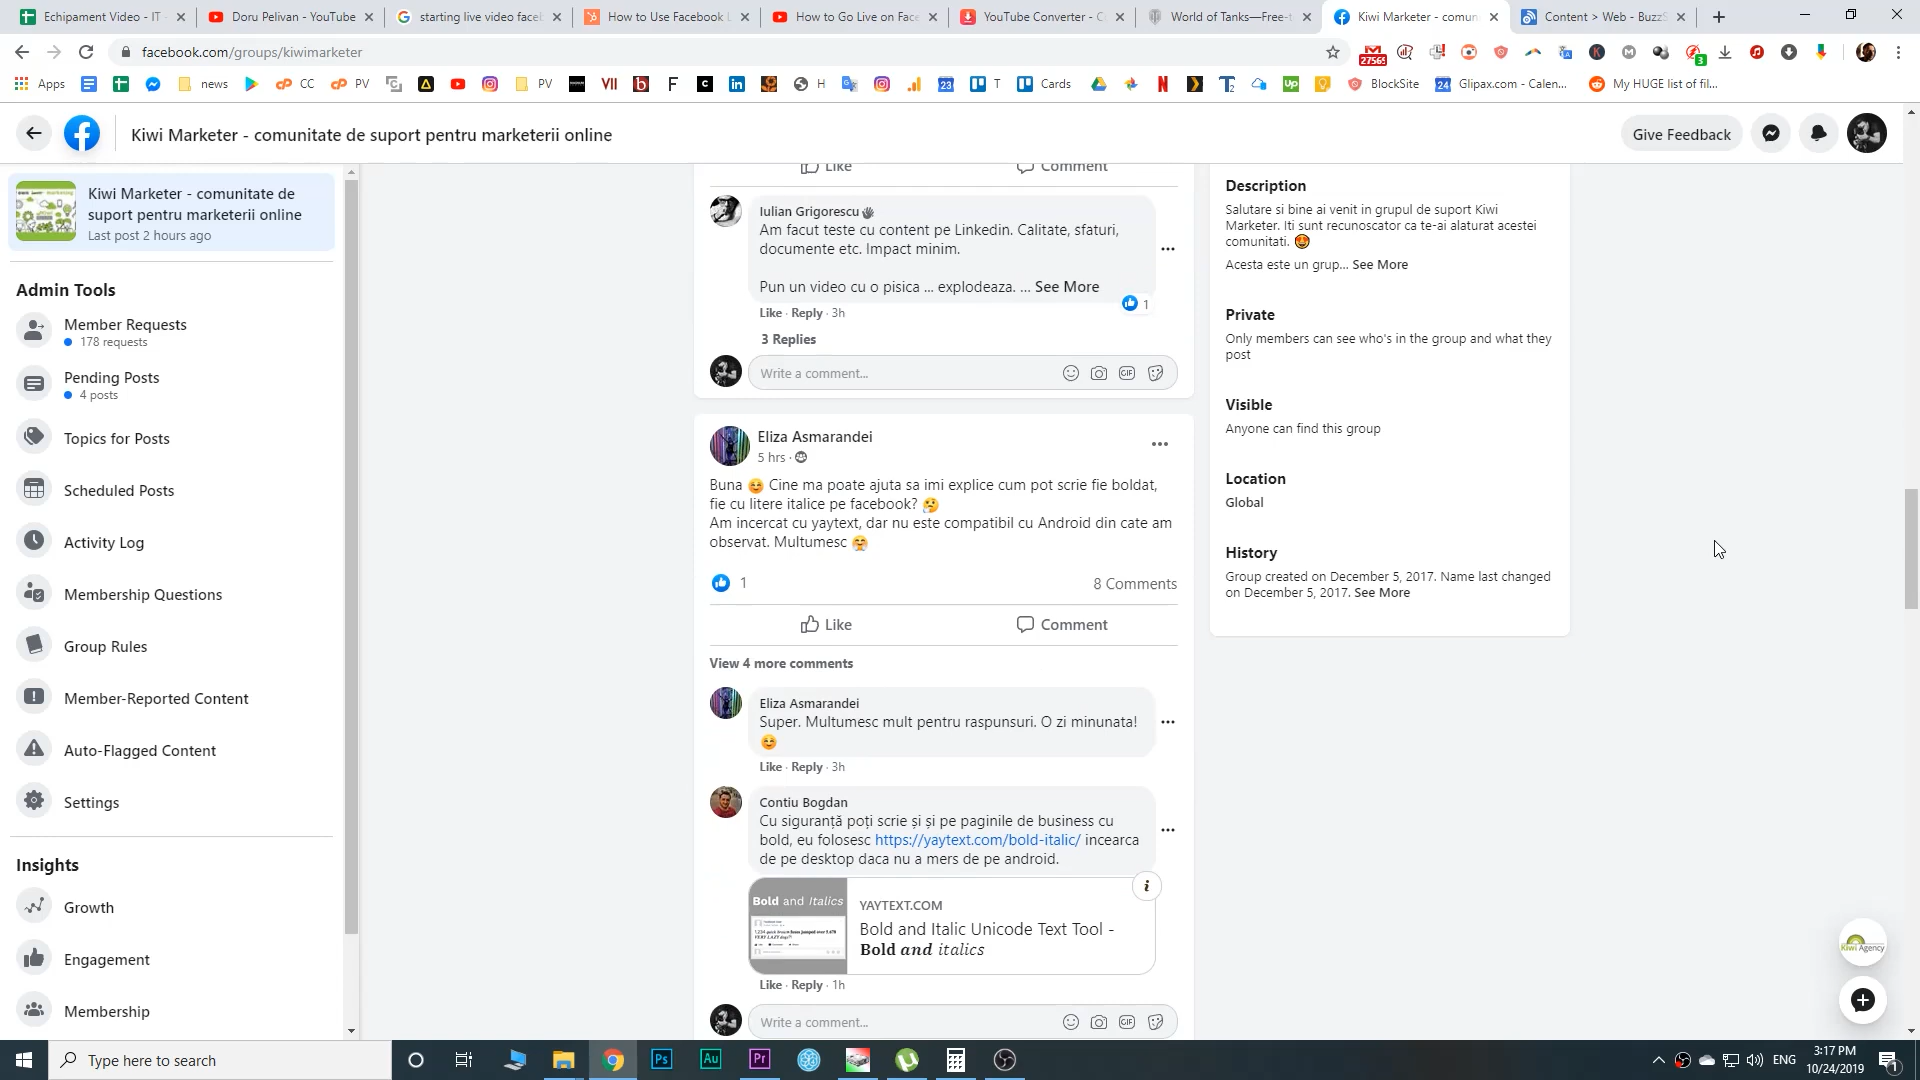 Echipament Video - IT
Doru Pelivan - YouTube
starting live video face
How to Use Facebook L
How to Go Live on Face
YouTube Converter - C
World of Tanks—Free-t
Kiwi Marketer - comun
Content > Web - BuzzS
facebook.com/groups/kiwimarketer
27565
3
Apps
news
CC
PV
PV
VII
F
H
23
T
Cards
BlockSite
24
Glipax.com - Calen...
My HUGE list of fil...
Kiwi Marketer - comunitate de suport pentru marketerii online
Give Feedback
Kiwi Marketer - comunitate de
suport pentru marketerii online
Last post 2 hours ago
Admin Tools
Member Requests
178 requests
Pending Posts
4 posts
Topics for Posts
Scheduled Posts
Activity Log
Membership Questions
Group Rules
Member-Reported Content
Auto-Flagged Content
Settings
Insights
Growth
Engagement
Membership
Like
Comment
Iulian Grigorescu
Am facut teste cu content pe Linkedin. Calitate, sfaturi,
documente etc. Impact minim.
Pun un video cu o pisica ... explodeaza. ... See More
1
Like · Reply · 3h
3 Replies
Write a comment...
GIF
Eliza Asmarandei
5 hrs ·
Buna 😊 Cine ma poate ajuta sa imi explice cum pot scrie fie boldat,
fie cu litere italice pe facebook? 🤔
Am incercat cu yaytext, dar nu este compatibil cu Android din cate am
observat. Multumesc 🤗
1
8 Comments
Like
Comment
View 4 more comments
Eliza Asmarandei
Super. Multumesc mult pentru raspunsuri. O zi minunata!
😊
Like · Reply · 3h
Contiu Bogdan
Cu siguranță poți scrie și și pe paginile de business cu
bold, eu folosesc https://yaytext.com/bold-italic/ incearca
de pe desktop daca nu a mers de pe android.
Bold and Italics
YAYTEXT.COM
Bold and Italic Unicode Text Tool -
Bold and italics
Like · Reply · 1h
Write a comment...
GIF
Description
Salutare si bine ai venit in grupul de suport Kiwi
Marketer. Iti sunt recunoscator ca te-ai alaturat acestei
comunitati. 🤩
Acesta este un grup... See More
Private
Only members can see who's in the group and what they
post
Visible
Anyone can find this group
Location
Global
History
Group created on December 5, 2017. Name last changed
on December 5, 2017. See More
Kiwi Agency
Type here to search
Ps
Au
Pr
ENG
3:17 PM
10/24/2019
1